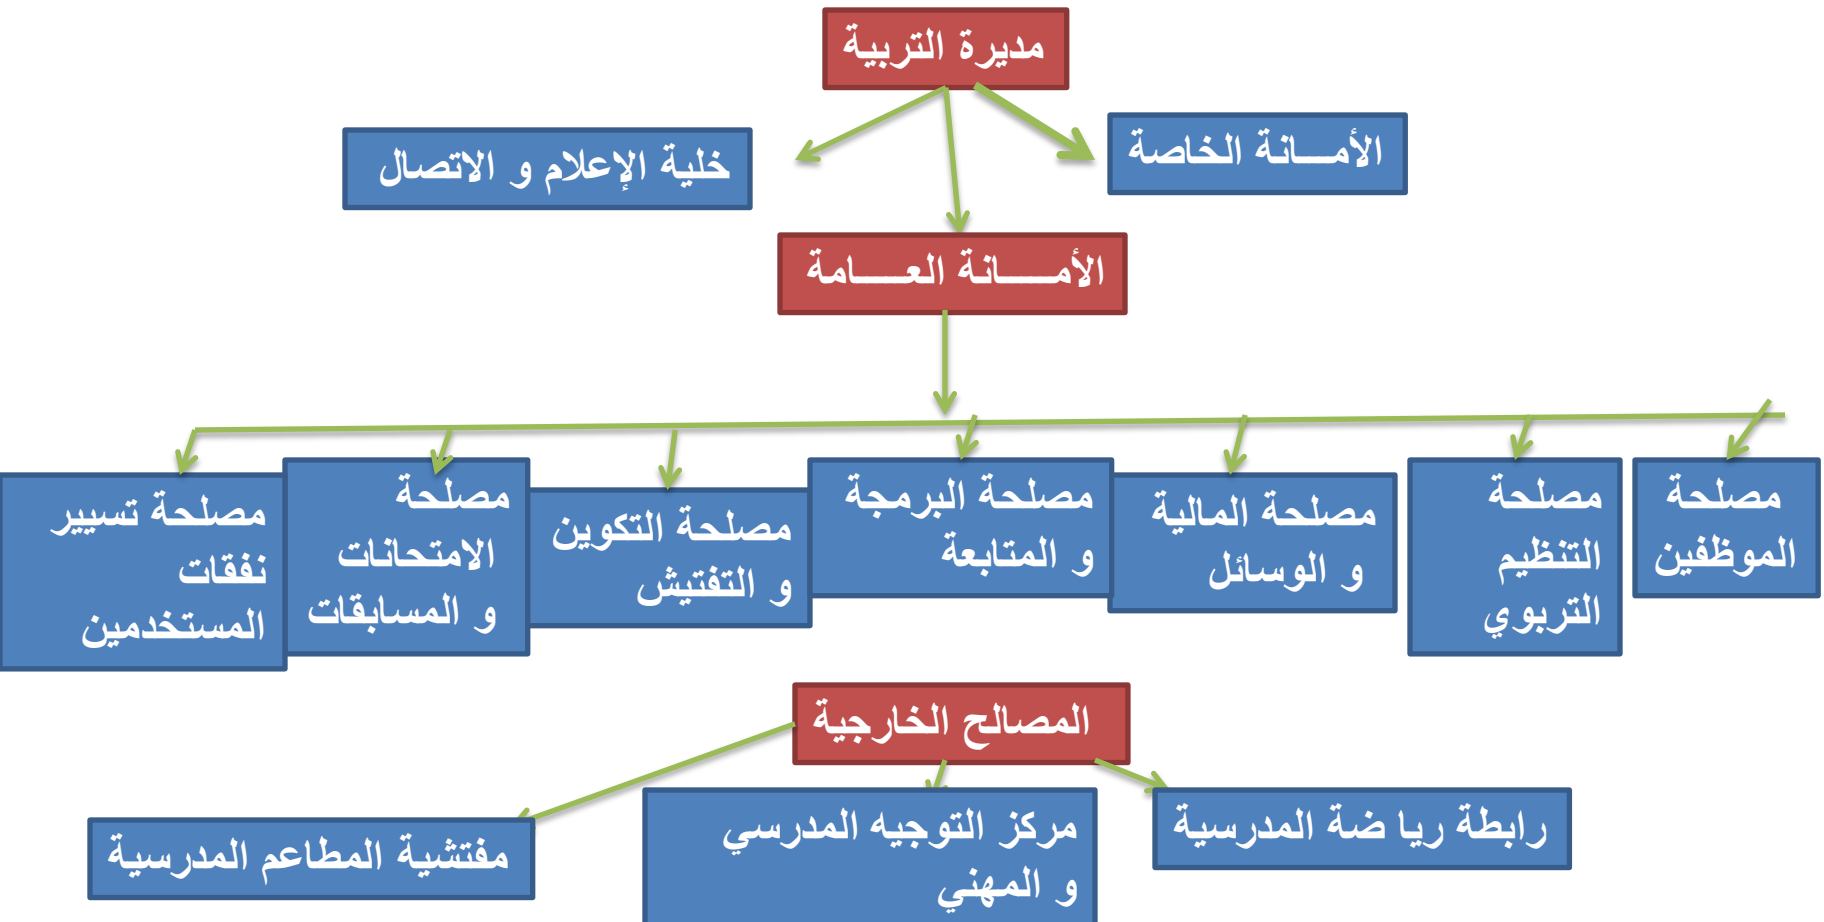 مديرة التربية
الأمـــانة الخاصة
خلية الإعلام و الاتصال
الأمــــــانة العـــــامة
مصلحة
الموظفين
مصلحة
التنظيم
التربوي
مصلحة المالية
و الوسائل
مصلحة البرمجة
و المتابعة
مصلحة التكوين
و التفتيش
مصلحة
الامتحانات
و المسابقات
مصلحة تسيير
نفقات
المستخدمين
المصالح الخارجية
رابطة ريا ضة المدرسية
مركز التوجيه المدرسي
و المهني
مفتشية المطاعم المدرسية